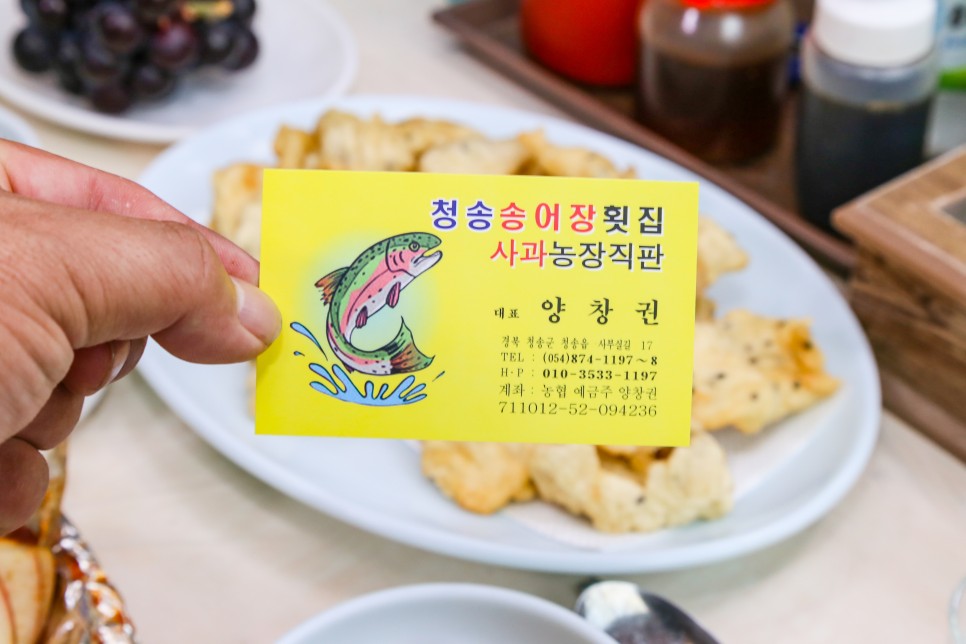 청송송어장횟집
사과농장직판
대표 양창권
경북 청송군 청송읍 사부실길 17
TEL : (054)874-1197~8
H·P : 010-3533-1197
계좌 : 농협 예금주 양창권
711012-52-094236